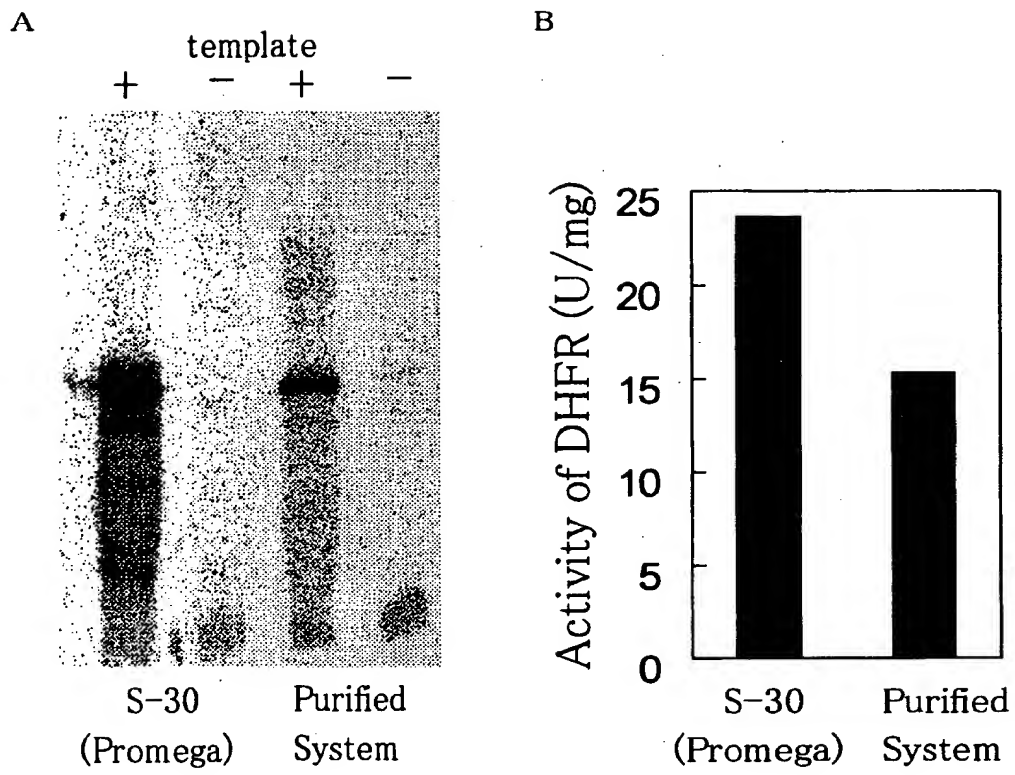 A
template
+ − + −
S-30 Purified
(Promega) System
B
Activity of DHFR (U/mg)
25
20
15
10
5
0
S-30 Purified
(Promega) System